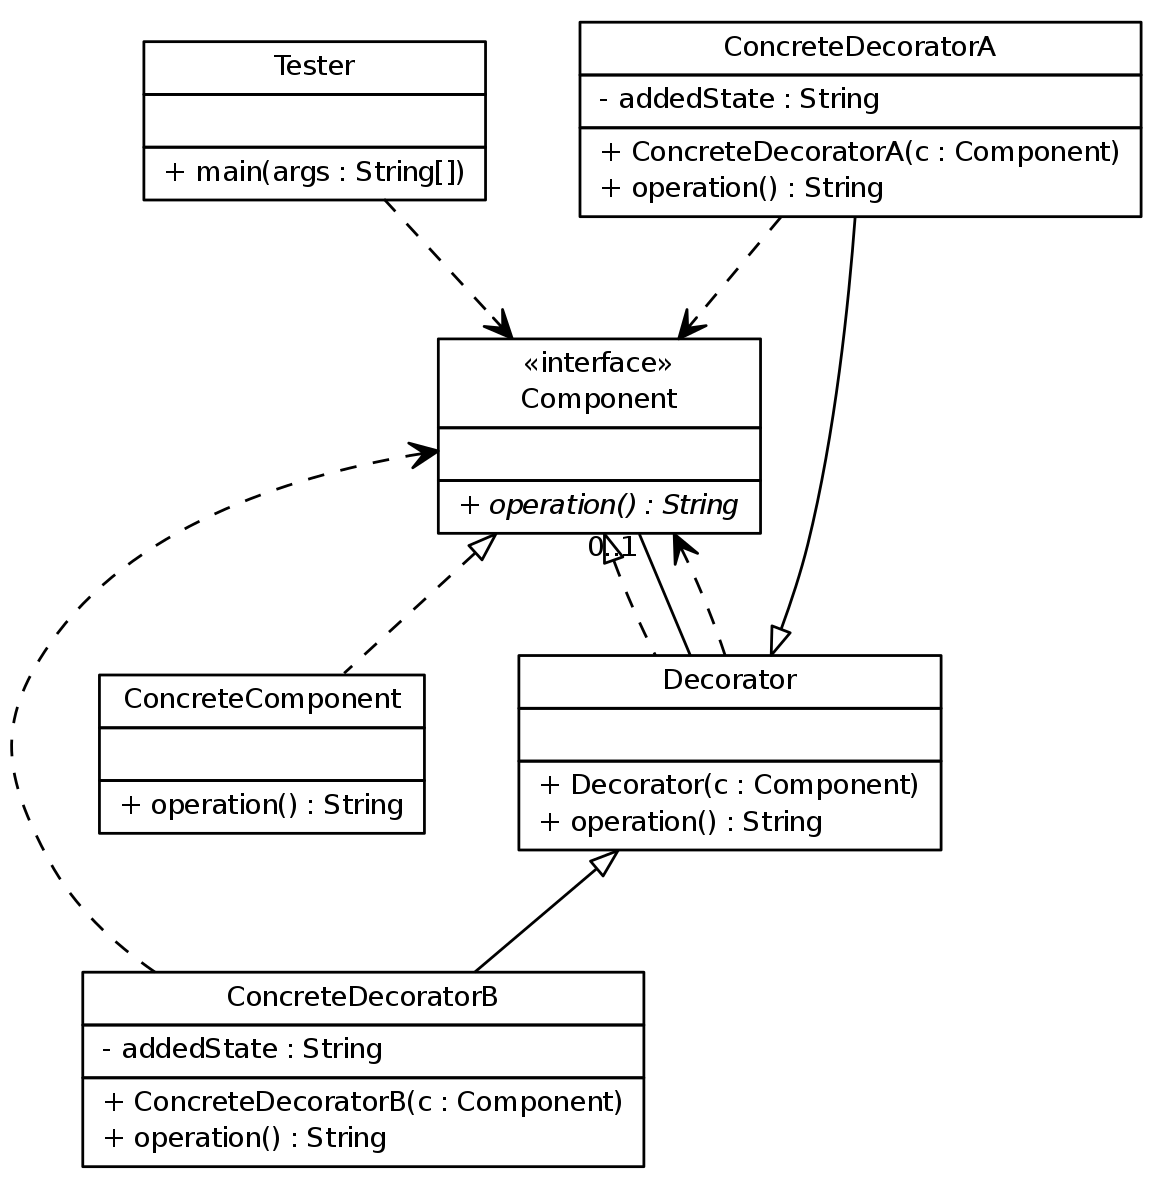 Tester
+ main(args : String[])
ConcreteDecoratorA
- addedState : String
+ ConcreteDecoratorA(c : Component)
+ operation() : String
«interface»
Component
+ operation() : String
0..1
ConcreteComponent
+ operation() : String
Decorator
+ Decorator(c : Component)
+ operation() : String
ConcreteDecoratorB
- addedState : String
+ ConcreteDecoratorB(c : Component)
+ operation() : String